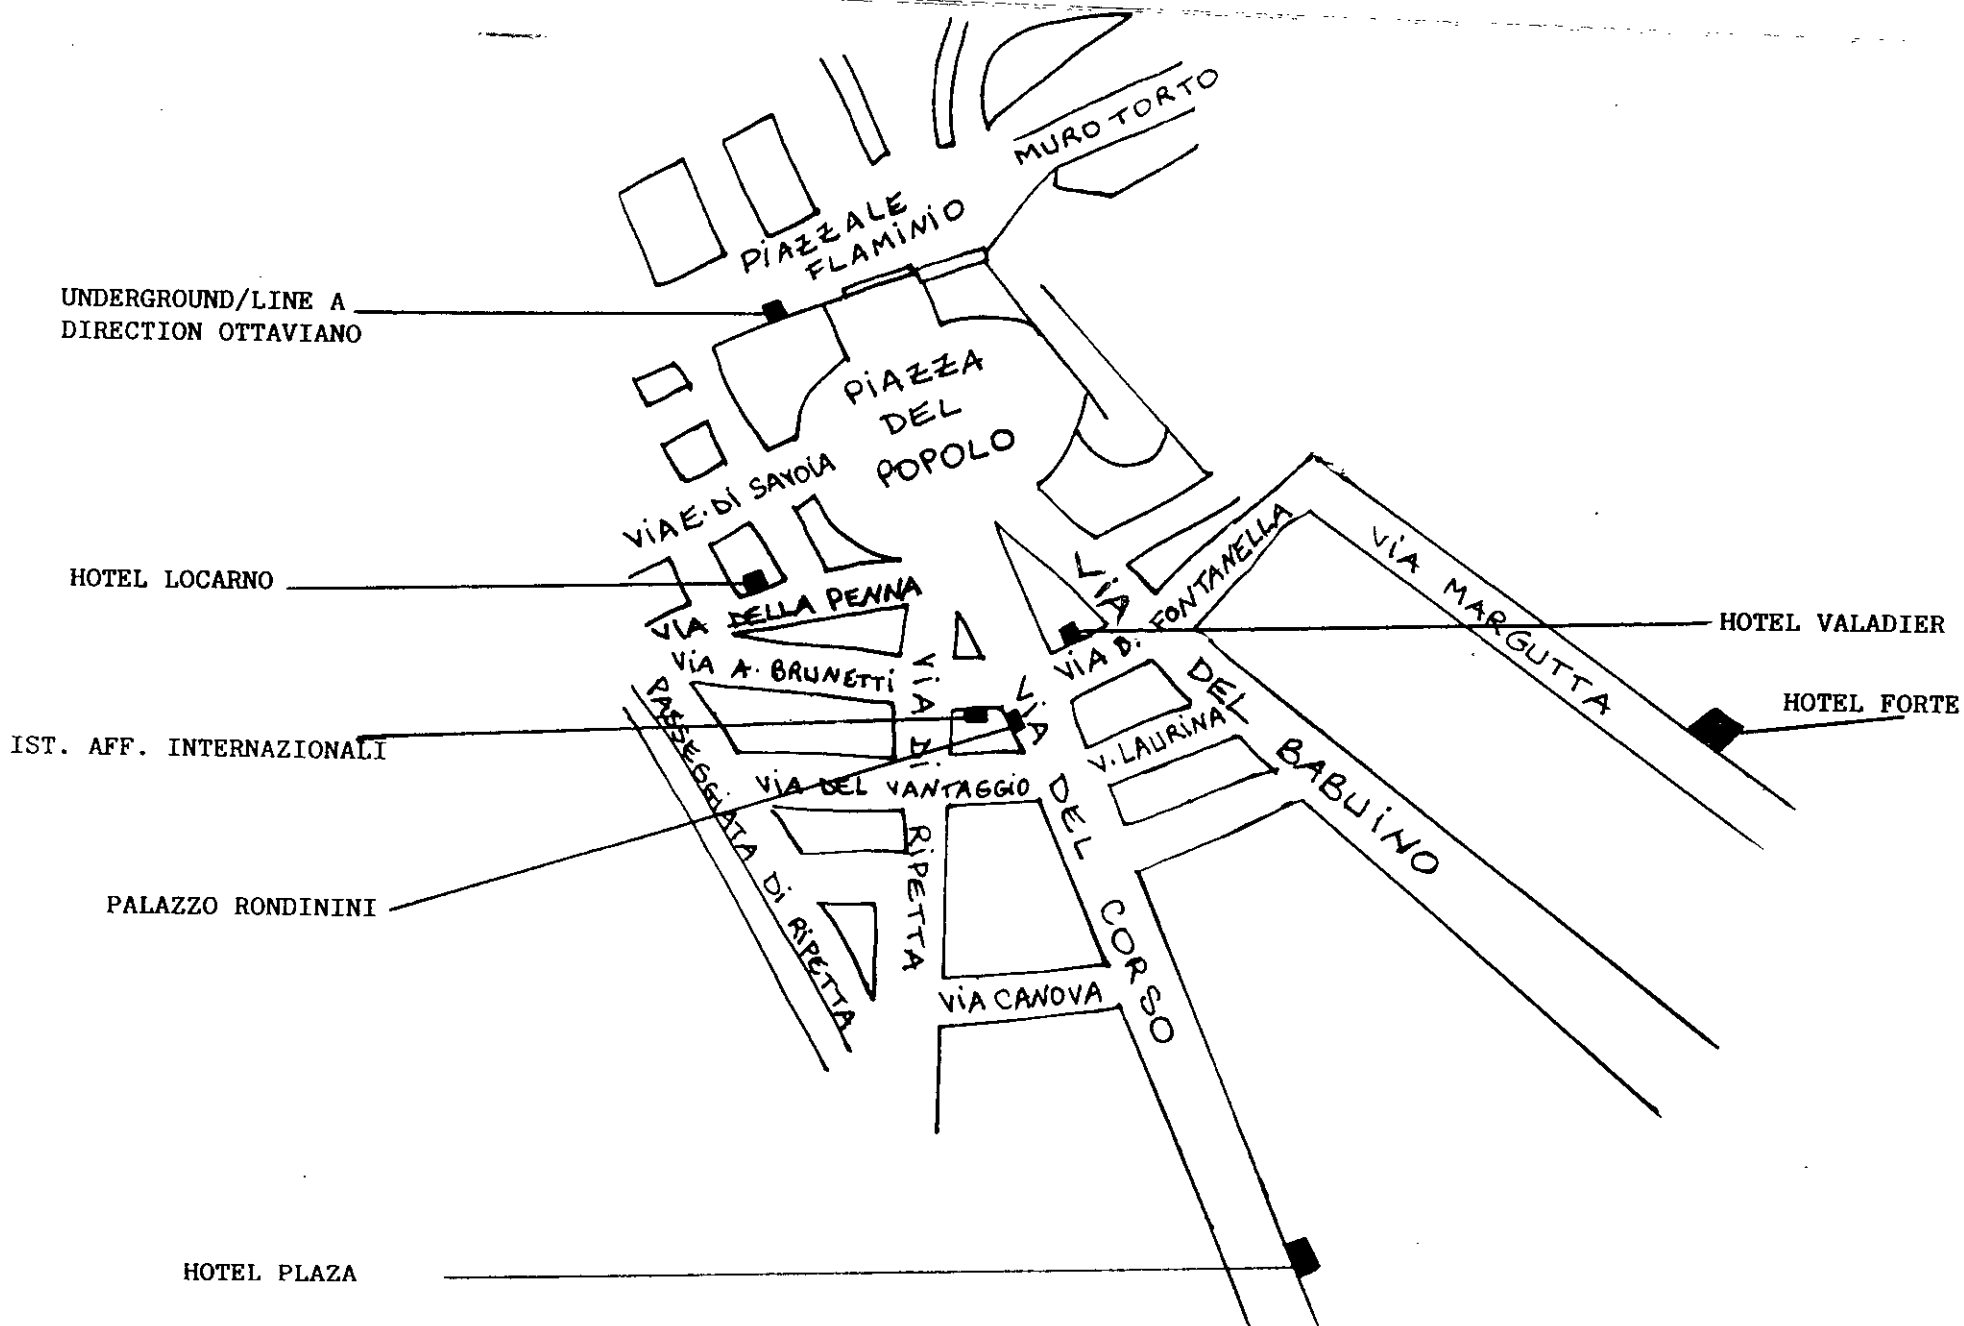 MURO TORTO
PIAZZALE
FLAMINIO
UNDERGROUND/LINE A
DIRECTION OTTAVIANO
PIAZZA
DEL
POPOLO
VIA E. DI SAVOIA
HOTEL LOCARNO
VIA DELLA PENNA
VIA A. BRUNETTI
VIA DI RIPETTA
VIA DEL CORSO
VIA DEL BABUINO
VIA D. FONTANELLA
VIA MARGUTTA
HOTEL VALADIER
HOTEL FORTE
V. LAURINA
IST. AFF. INTERNAZIONALI
PASSEGGIATA DI RIPETTA
VIA DEL VANTAGGIO
PALAZZO RONDININI
VIA CANOVA
HOTEL PLAZA